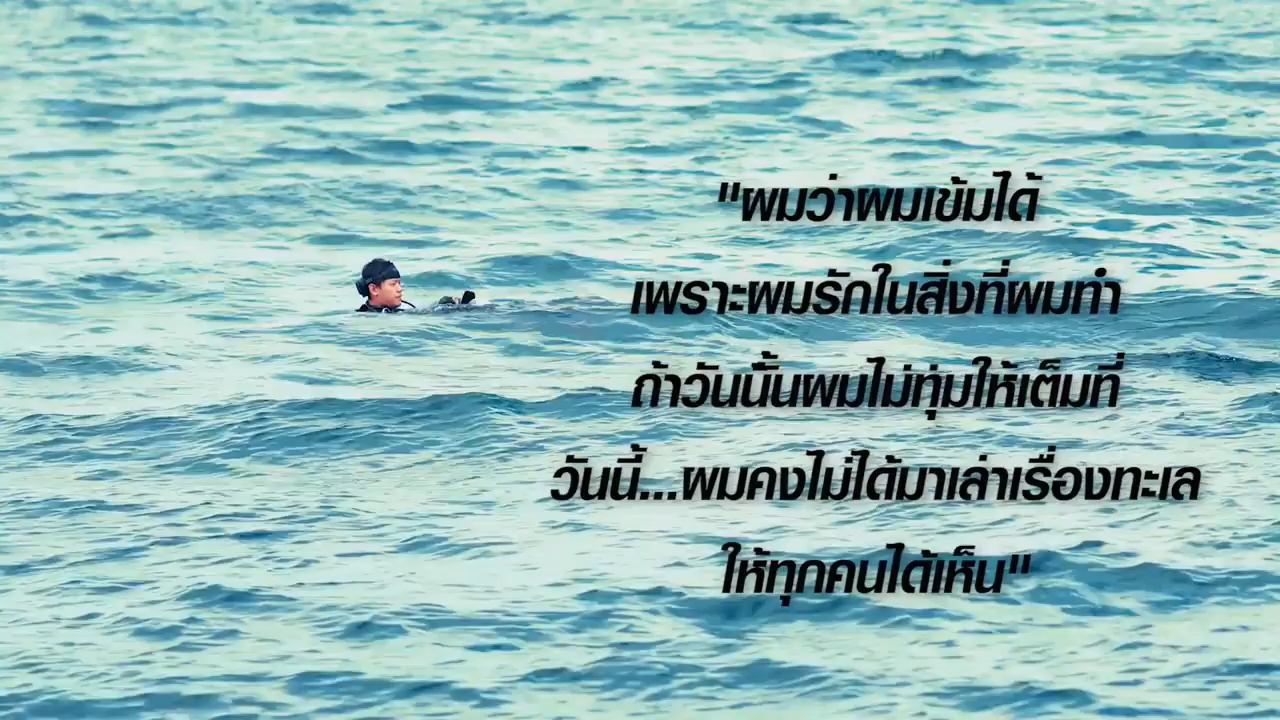 "ผมว่าผมเข้มได้
เพราะผมรักในสิ่งที่ผมทำ
ถ้าวันนั้นผมไม่ทุ่มให้เต็มที่
วันนี้...ผมคงไม่ได้มาเล่าเรื่องทะเล
ให้ทุกคนได้เห็น"